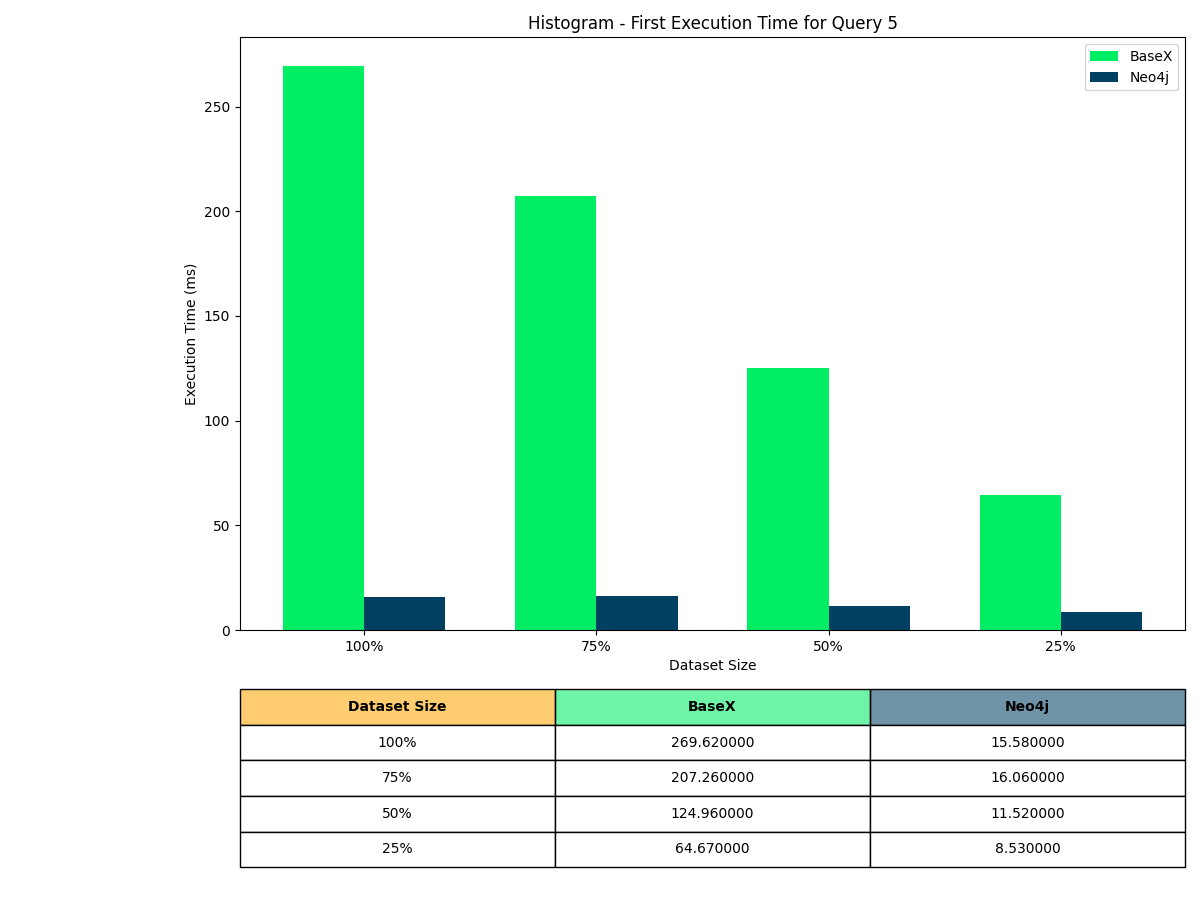 Histogram - First Execution Time for Query 5
BaseX
Neo4j
Execution Time (ms)
250
200
150
100
50
0
100% 75% 50% 25%
Dataset Size
Dataset Size BaseX Neo4j
100% 269.620000 15.580000
75% 207.260000 16.060000
50% 124.960000 11.520000
25% 64.670000 8.530000